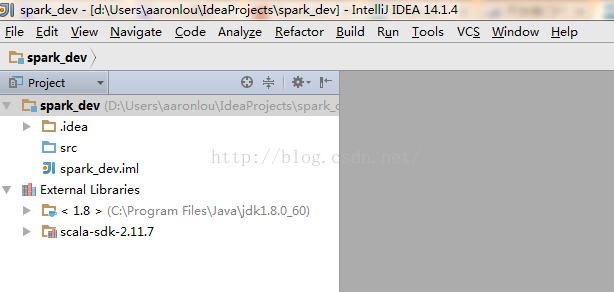 spark_dev - [d:\Users\aaronlou\IdeaProjects\spark_dev] - IntelliJ IDEA 14.1.4
File Edit View Navigate Code Analyze Refactor Build Run Tools VCS Window Help
spark_dev
Project
spark_dev (D:\Users\aaronlou\IdeaProjects\spark_d
.idea
src
spark_dev.iml
http://blog.csdn.net/
External Libraries
< 1.8 > (C:\Program Files\Java\jdk1.8.0_60)
scala-sdk-2.11.7